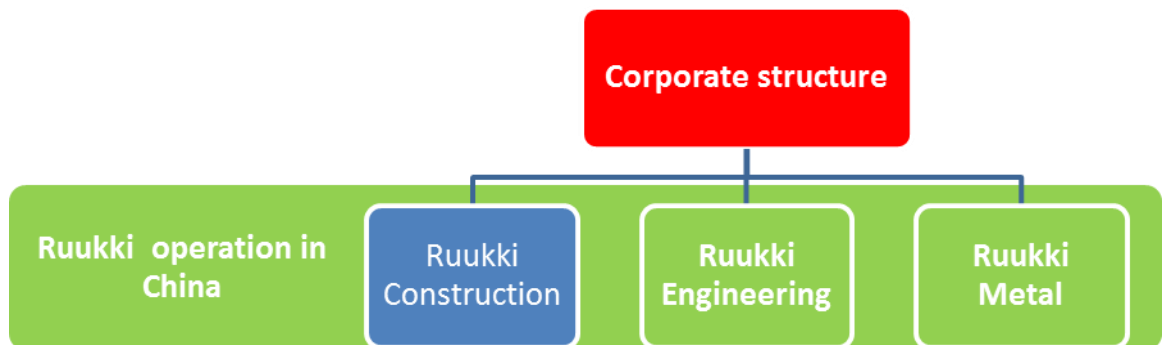 Corporate structure
Ruukki  operation in
China
Ruukki
Construction
Ruukki
Engineering
Ruukki
Metal